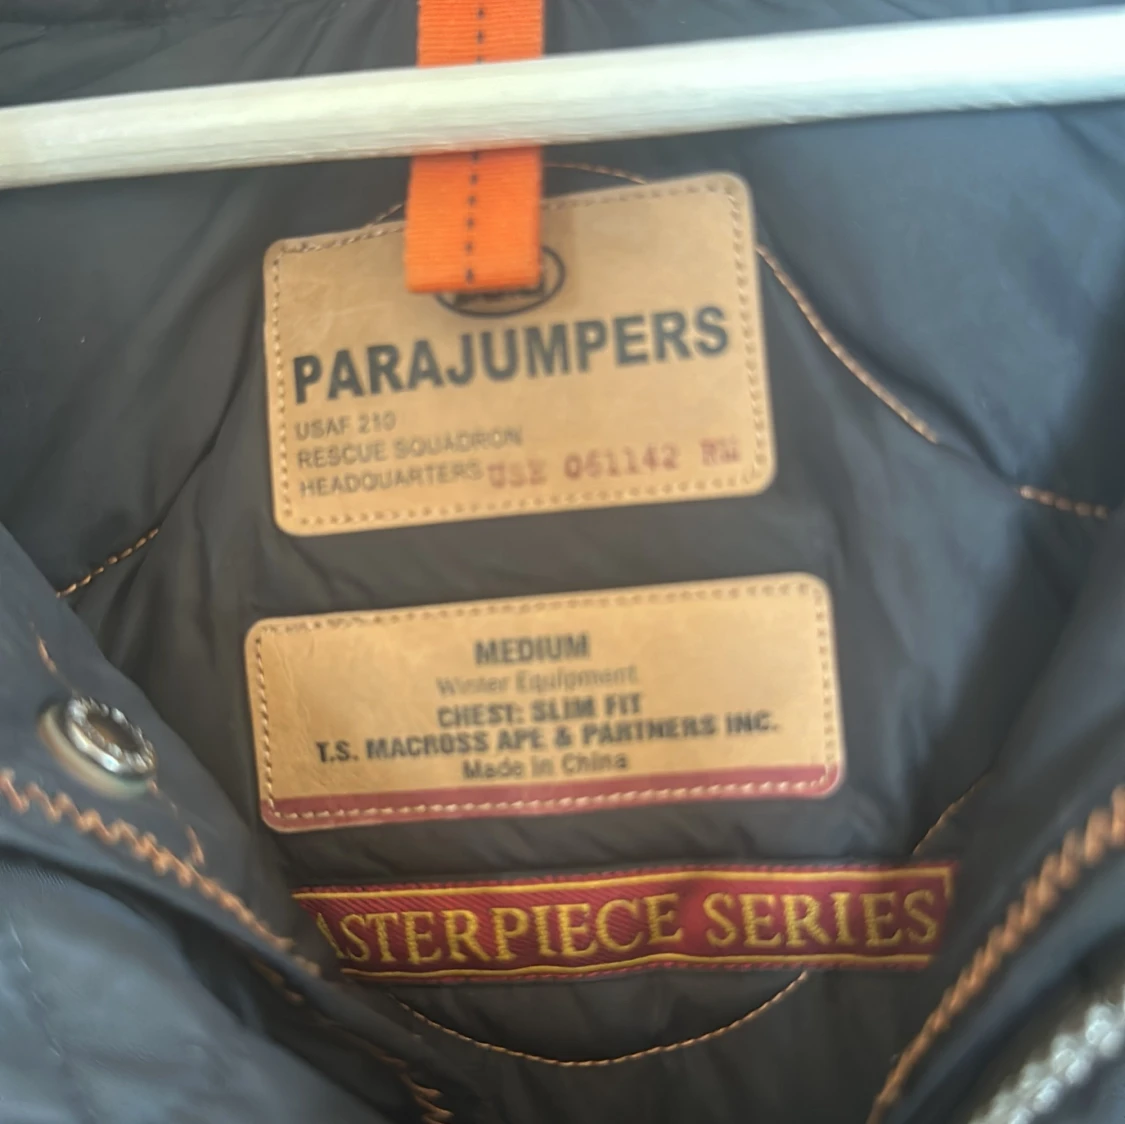 PARAJUMPERS
USAF 210
RESCUE SQUADRON
HEADQUARTERS USE 061142
MEDIUM
Winter Equipment
CHEST: SLIM FIT
T.S. MACROSS APE & PARTNERS INC.
Made in China
ASTERPIECE SERIES